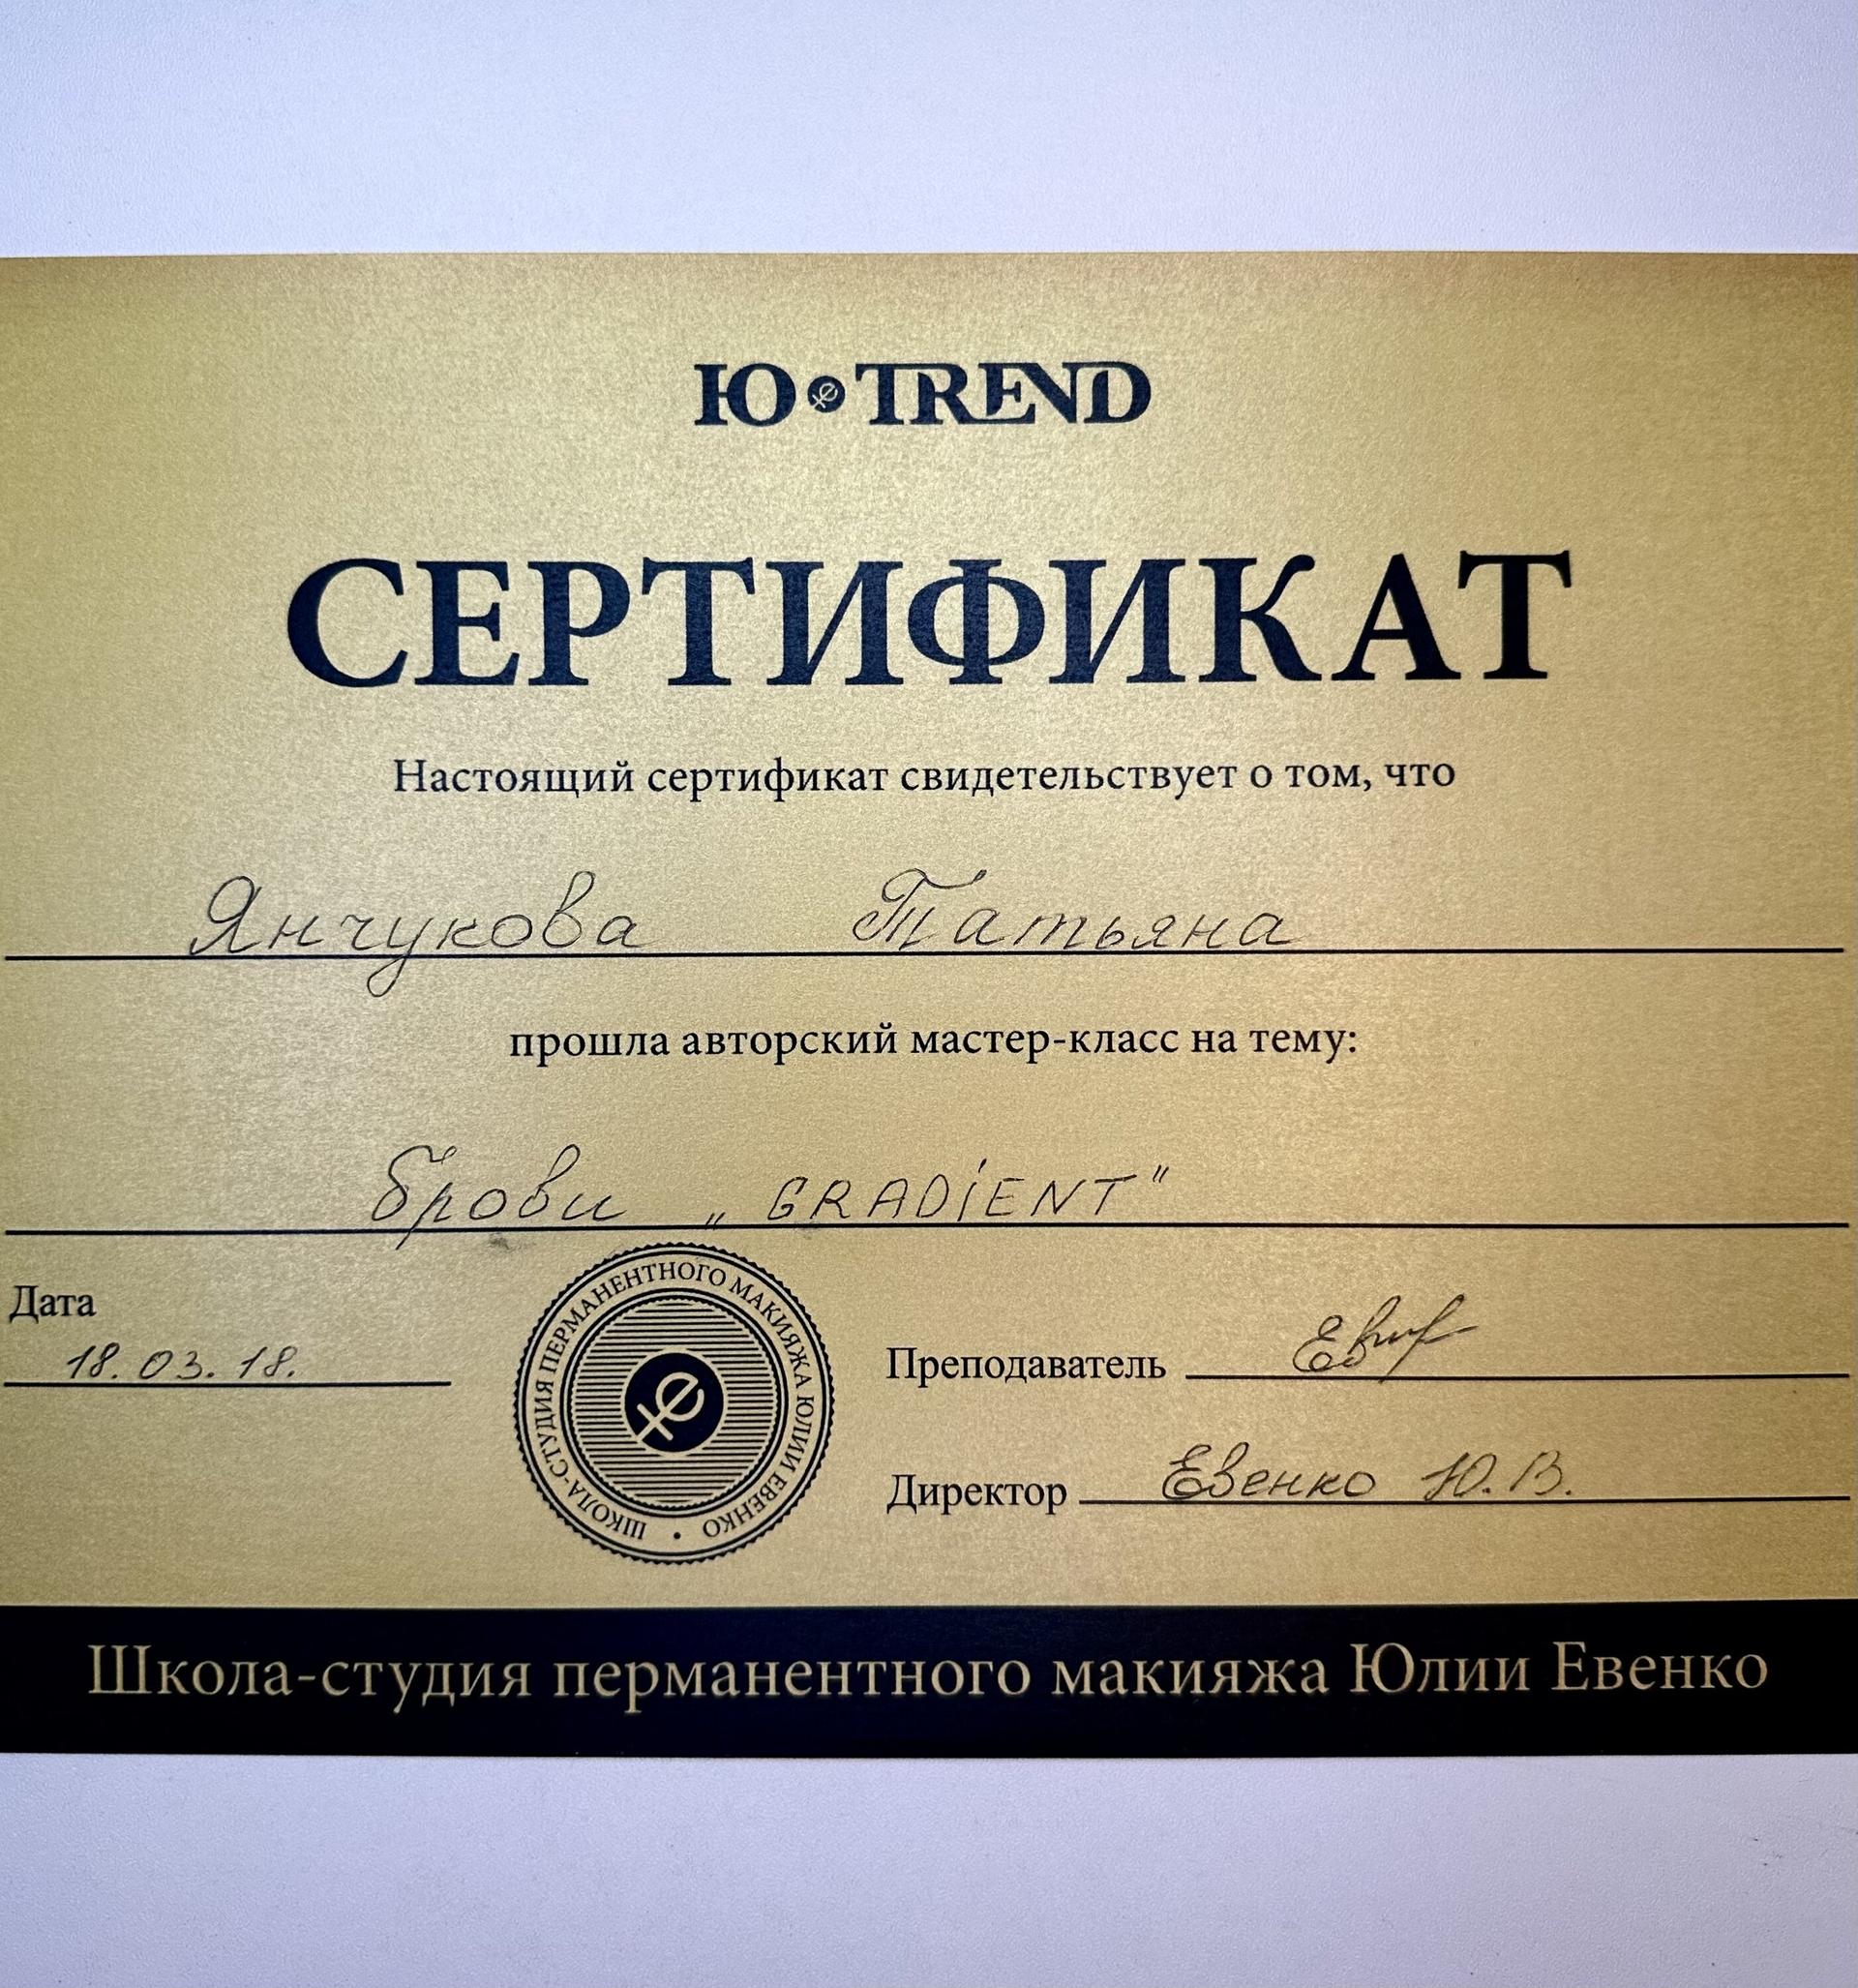 Ю TREND
СЕРТИФИКАТ
Настоящий сертификат свидетельствует о том, что
Янчукова Татьяна
прошла авторский мастер-класс на тему:
Брови „GRADiENT"
Дата
18.03.18.
ШКОЛА-СТУДИЯ ПЕРМАНЕНТНОГО МАКИЯЖА ЮЛИИ ЕВЕНКО •
Преподаватель
Директор Евенко Ю.В.
Школа-студия перманентного макияжа Юлии Евенко